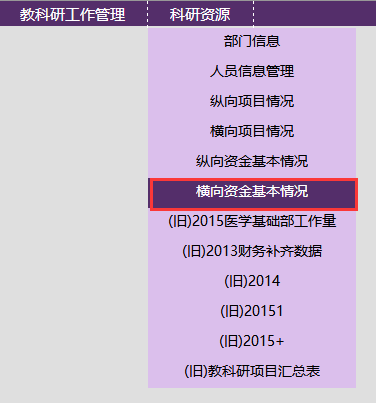 教科研工作管理 科研资源
部门信息
人员信息管理
纵向项目情况
横向项目情况
纵向资金基本情况
横向资金基本情况
(旧)2015医学基础部工作量
(旧)2013财务补齐数据
(旧)2014
(旧)20151
(旧)2015+
(旧)教科研项目汇总表